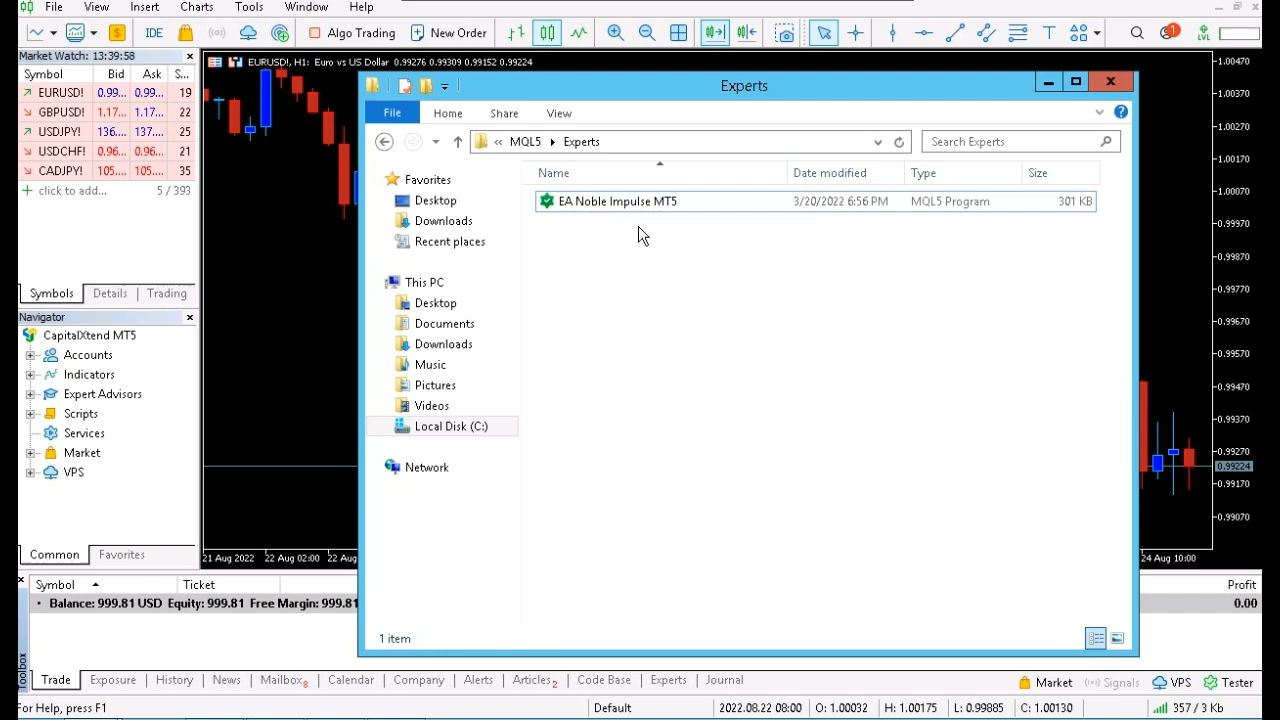 File View Insert Charts Tools Window Help
IDE Algo Trading New Order
LVL
Market Watch: 13:39:58
Symbol Bid Ask S...
EURUSD! 0.99... 0.99... 19
GBPUSD! 1.17... 1.17... 22
USDJPY! 136.... 137.... 25
USDCHF! 0.96... 0.96... 21
CADJPY! 105.... 105.... 35
click to add... 5 / 393
Symbols Details Trading
Navigator
CapitalXtend MT5
Accounts
Indicators
Expert Advisors
Scripts
Services
Market
VPS
Common Favorites
EURUSD!, H1: Euro vs US Dollar 0.99276 0.99309 0.99152 0.99224
Experts
File Home Share View
MQL5 Experts
Search Experts
Name Date modified Type Size
EA Noble Impulse MT5 3/20/2022 6:56 PM MQL5 Program 301 KB
Favorites
Desktop
Downloads
Recent places
This PC
Desktop
Documents
Downloads
Music
Pictures
Videos
Local Disk (C:)
Network
1 item
1.00470
1.00370
1.00270
1.00170
1.00070
0.99970
0.99870
0.99770
0.99670
0.99570
0.99470
0.99370
0.99270
0.99224
0.99170
0.99070
21 Aug 2022 22 Aug 02:00 22 Aug 24 Aug 10:00
Symbol Ticket Profit
Balance: 999.81 USD Equity: 999.81 Free Margin: 999.81 0.00
Toolbox
Trade Exposure History News Mailbox8 Calendar Company Alerts Articles2 Code Base Experts Journal
Market Signals VPS Tester
For Help, press F1 Default 2022.08.22 08:00 O: 1.00032 H: 1.00175 L: 0.99885 C: 1.00130 357 / 3 Kb